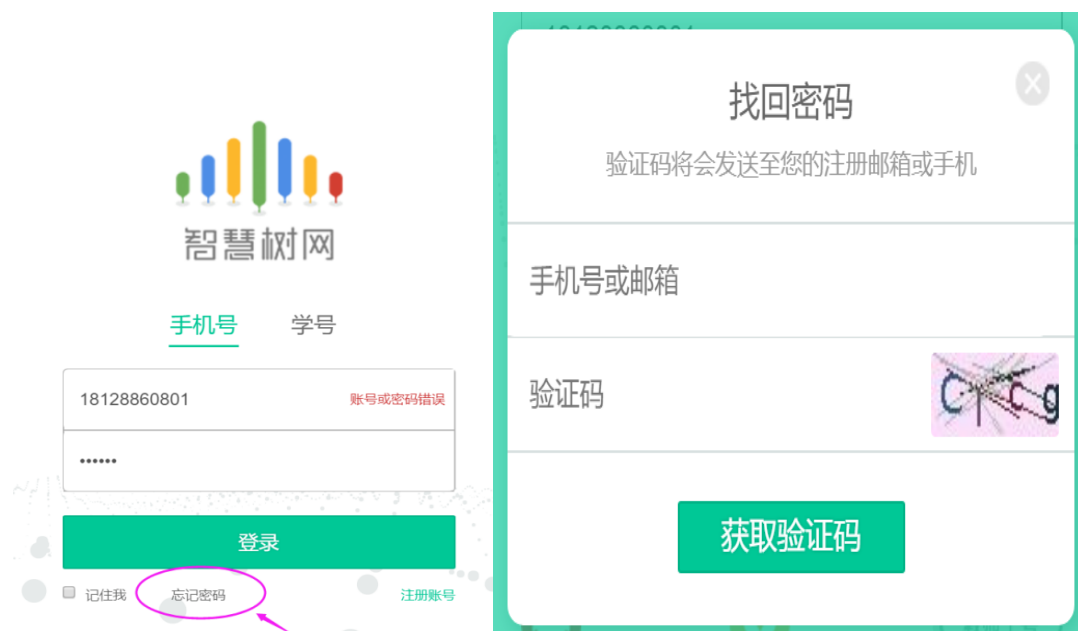 智慧树网
手机号 学号
18128860801 账号或密码错误
••••••
登录
记住我 忘记密码 注册账号
X
找回密码
验证码将会发送至您的注册邮箱或手机
手机号或邮箱
验证码
获取验证码